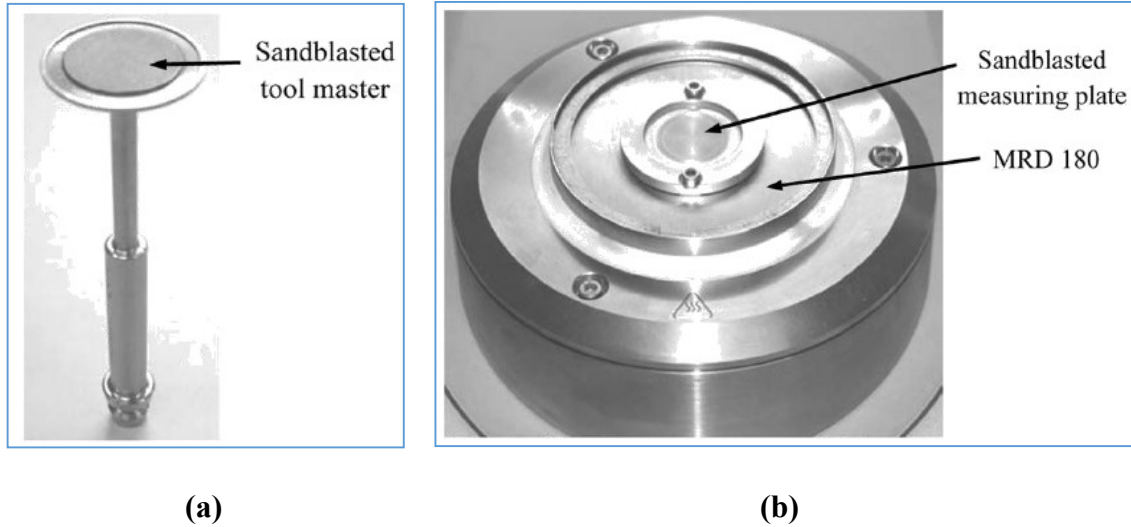 Sandblasted
tool master
Sandblasted
measuring plate
MRD 180
(a)
(b)